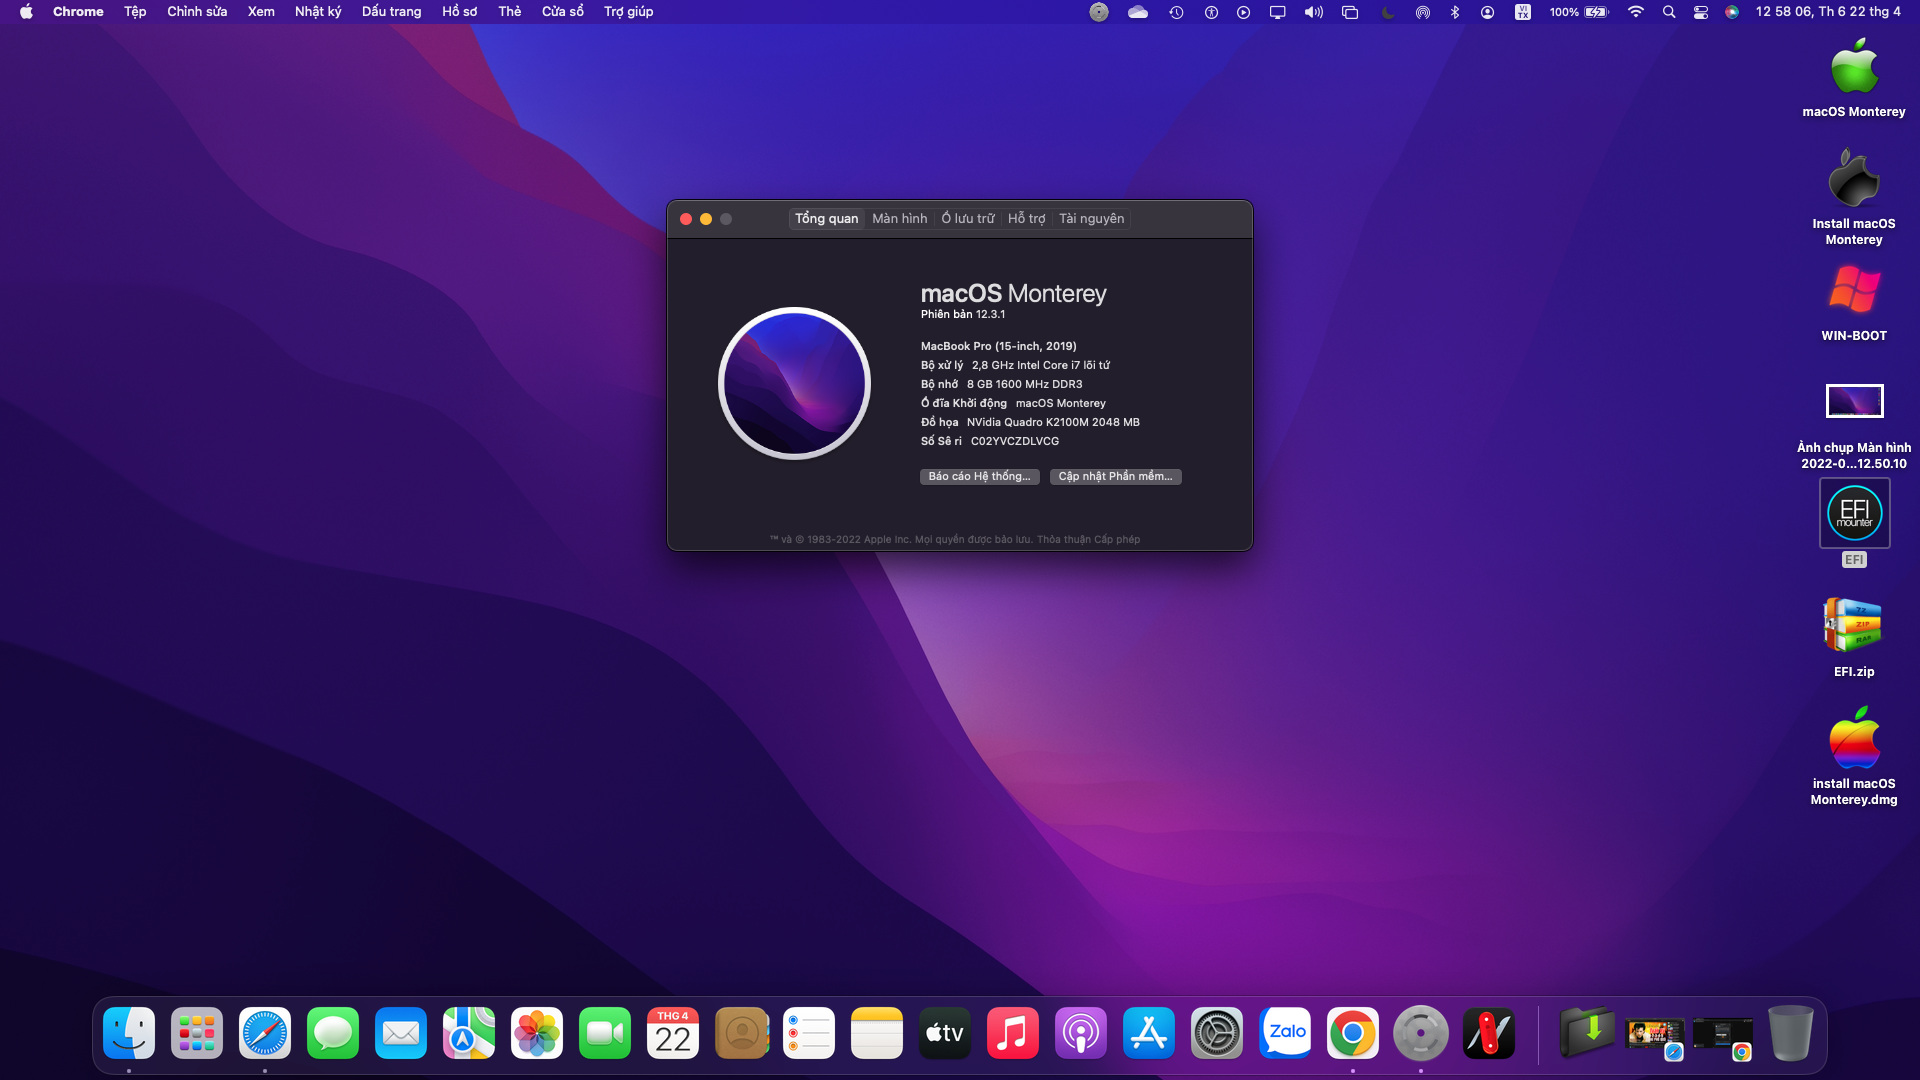 Chrome Tệp Chỉnh sửa Xem Nhật ký Dấu trang Hồ sơ Thẻ Cửa sổ Trợ giúp
VI
TX
100%
12 58 06, Th 6 22 thg 4
macOS Monterey
Install macOS
Monterey
WIN-BOOT
Ảnh chụp Màn hình
2022-0...12.50.10
EFI
mounter
EFI
7Z
ZIP
RAR
EFI.zip
install macOS
Monterey.dmg
Tổng quan Màn hình Ổ lưu trữ Hỗ trợ Tài nguyên
macOS Monterey
Phiên bản 12.3.1
MacBook Pro (15-inch, 2019)
Bộ xử lý 2,8 GHz Intel Core i7 lõi tứ
Bộ nhớ 8 GB 1600 MHz DDR3
Ổ đĩa Khởi động macOS Monterey
Đồ họa NVidia Quadro K2100M 2048 MB
Số Sê ri C02YVCZDLVCG
Báo cáo Hệ thống... Cập nhật Phần mềm...
™ và © 1983-2022 Apple Inc. Mọi quyền được bảo lưu. Thỏa thuận Cấp phép
THG 4
22
tv
Zalo